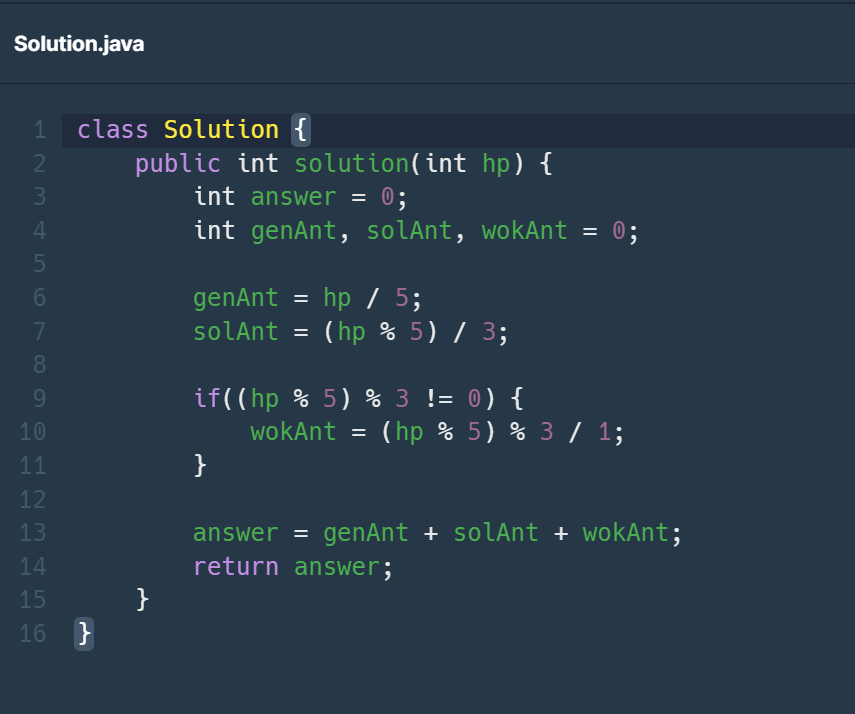 Solution.java
1 class Solution {
2     public int solution(int hp) {
3         int answer = 0;
4         int genAnt, solAnt, wokAnt = 0;
5
6         genAnt = hp / 5;
7         solAnt = (hp % 5) / 3;
8
9         if((hp % 5) % 3 != 0) {
10             wokAnt = (hp % 5) % 3 / 1;
11         }
12
13         answer = genAnt + solAnt + wokAnt;
14         return answer;
15     }
16 }